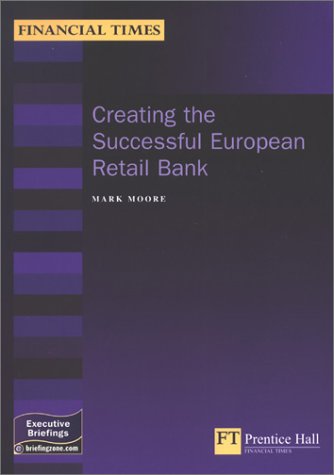 FINANCIAL TIMES
Creating the
Successful European
Retail Bank
MARK MOORE
Executive
Briefings
e briefingzone.com
FT Prentice Hall
FINANCIAL TIMES